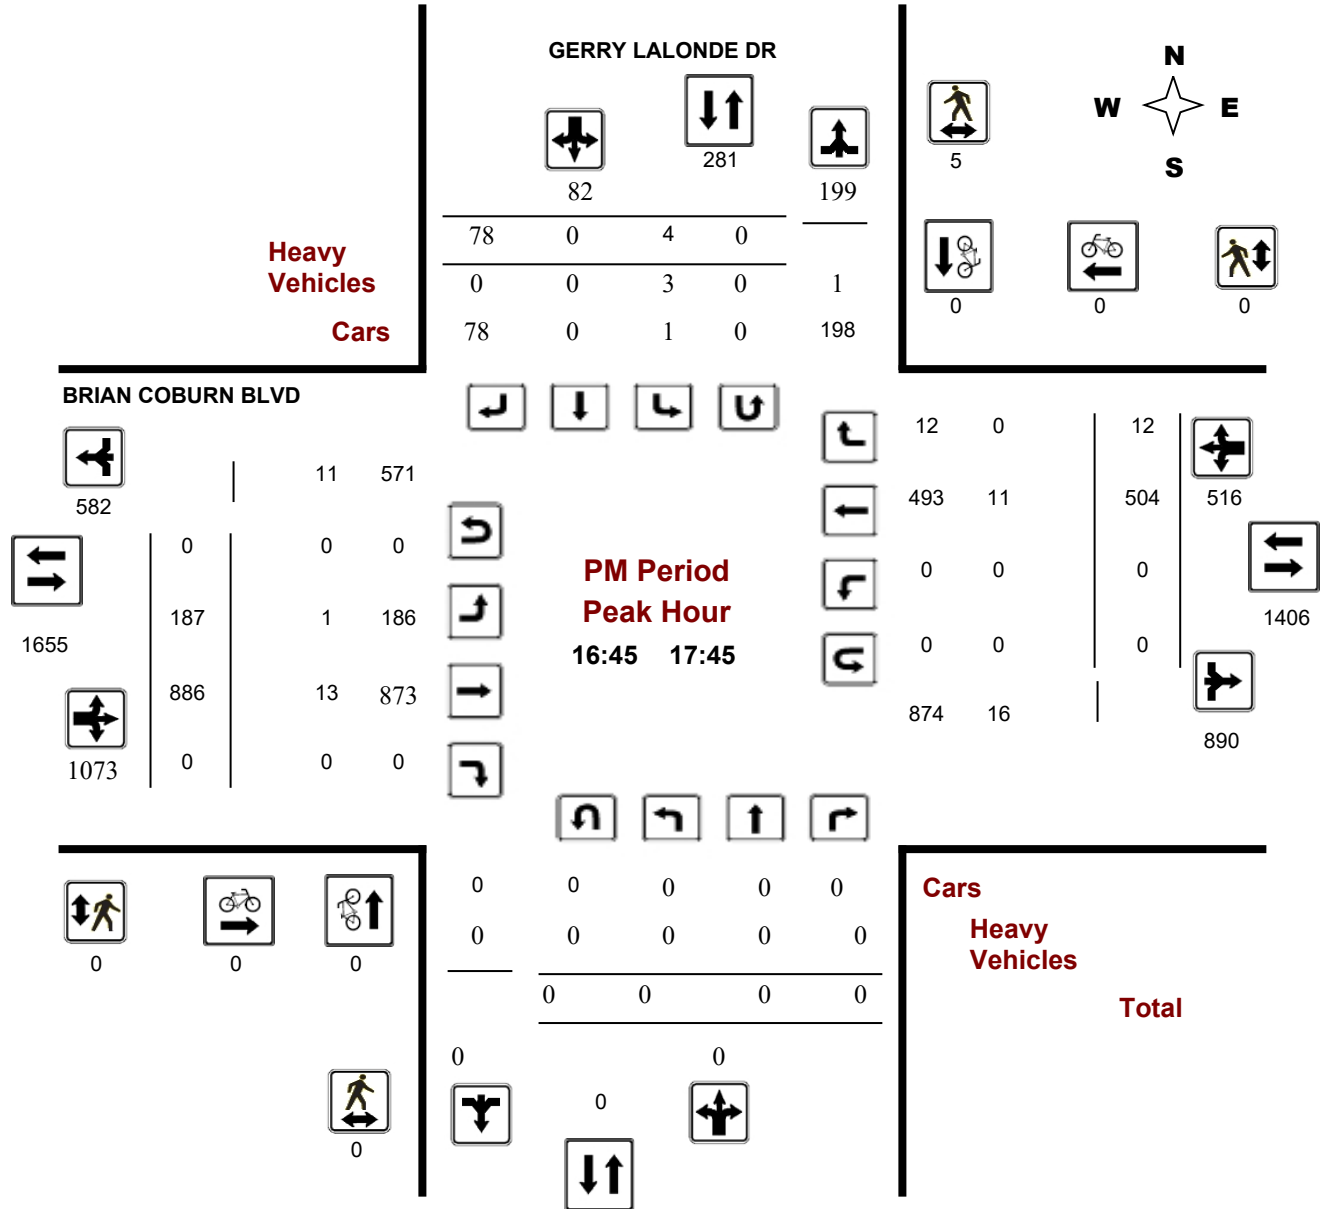 GERRY LALONDE DR
N
W E
S
281
5
82
199
78 0 4 0
Heavy
Vehicles
0 0 3 0 1
Cars
78 0 1 0 198
0 0 0
BRIAN COBURN BLVD
12 0 12
11 571
582
493 11 504 516
0 0 0
PM Period
0 0 0
187 1 186
Peak Hour
1406
1655
16:45 17:45
0 0 0
886 13 873
874 16
890
1073 0 0 0
0 0 0 0 0
Cars
0 0 0 0 0
Heavy
Vehicles
0 0 0
0 0 0 0
Total
0 0
0
0